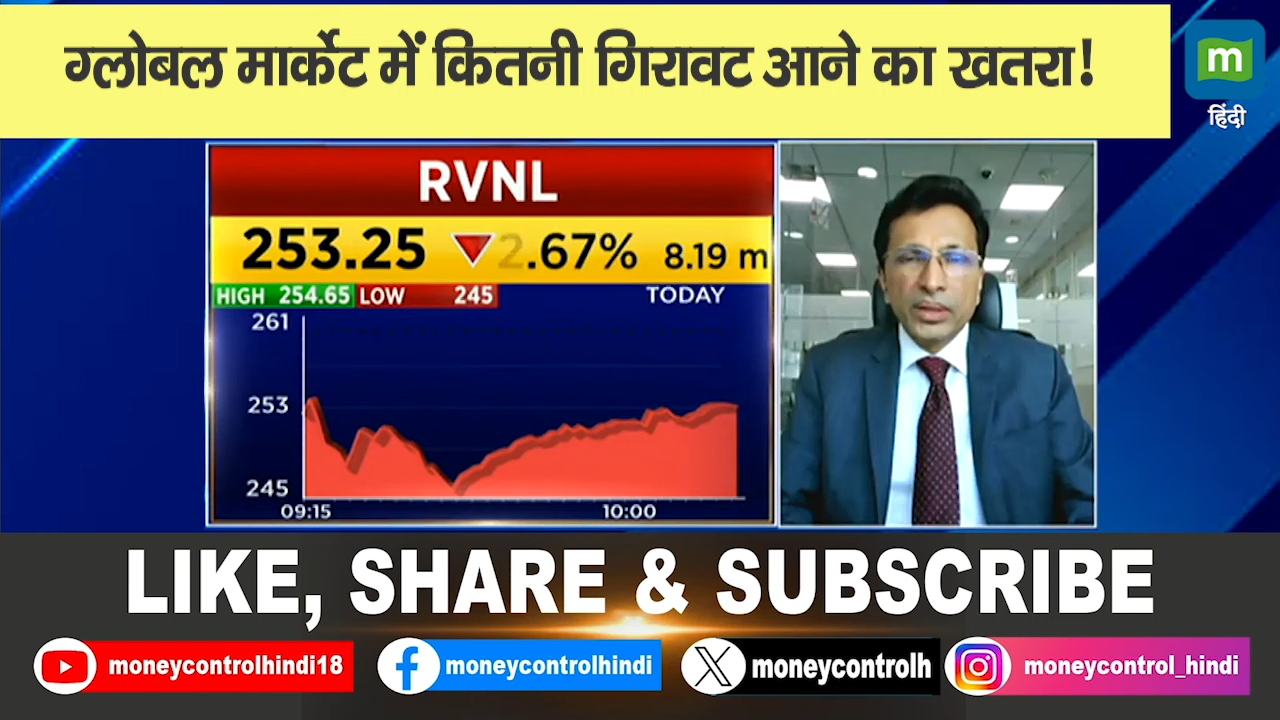 ग्लोबल मार्केट में कितनी गिरावट आने का खतरा!
m
हिंदी
RVNL
253.25 2.67% 8.19 m
HIGH 254.65 LOW 245 TODAY
261
253
245
09:15 10:00
LIKE, SHARE & SUBSCRIBE
moneycontrolhindi18 moneycontrolhindi moneycontrolh moneycontrol_hindi